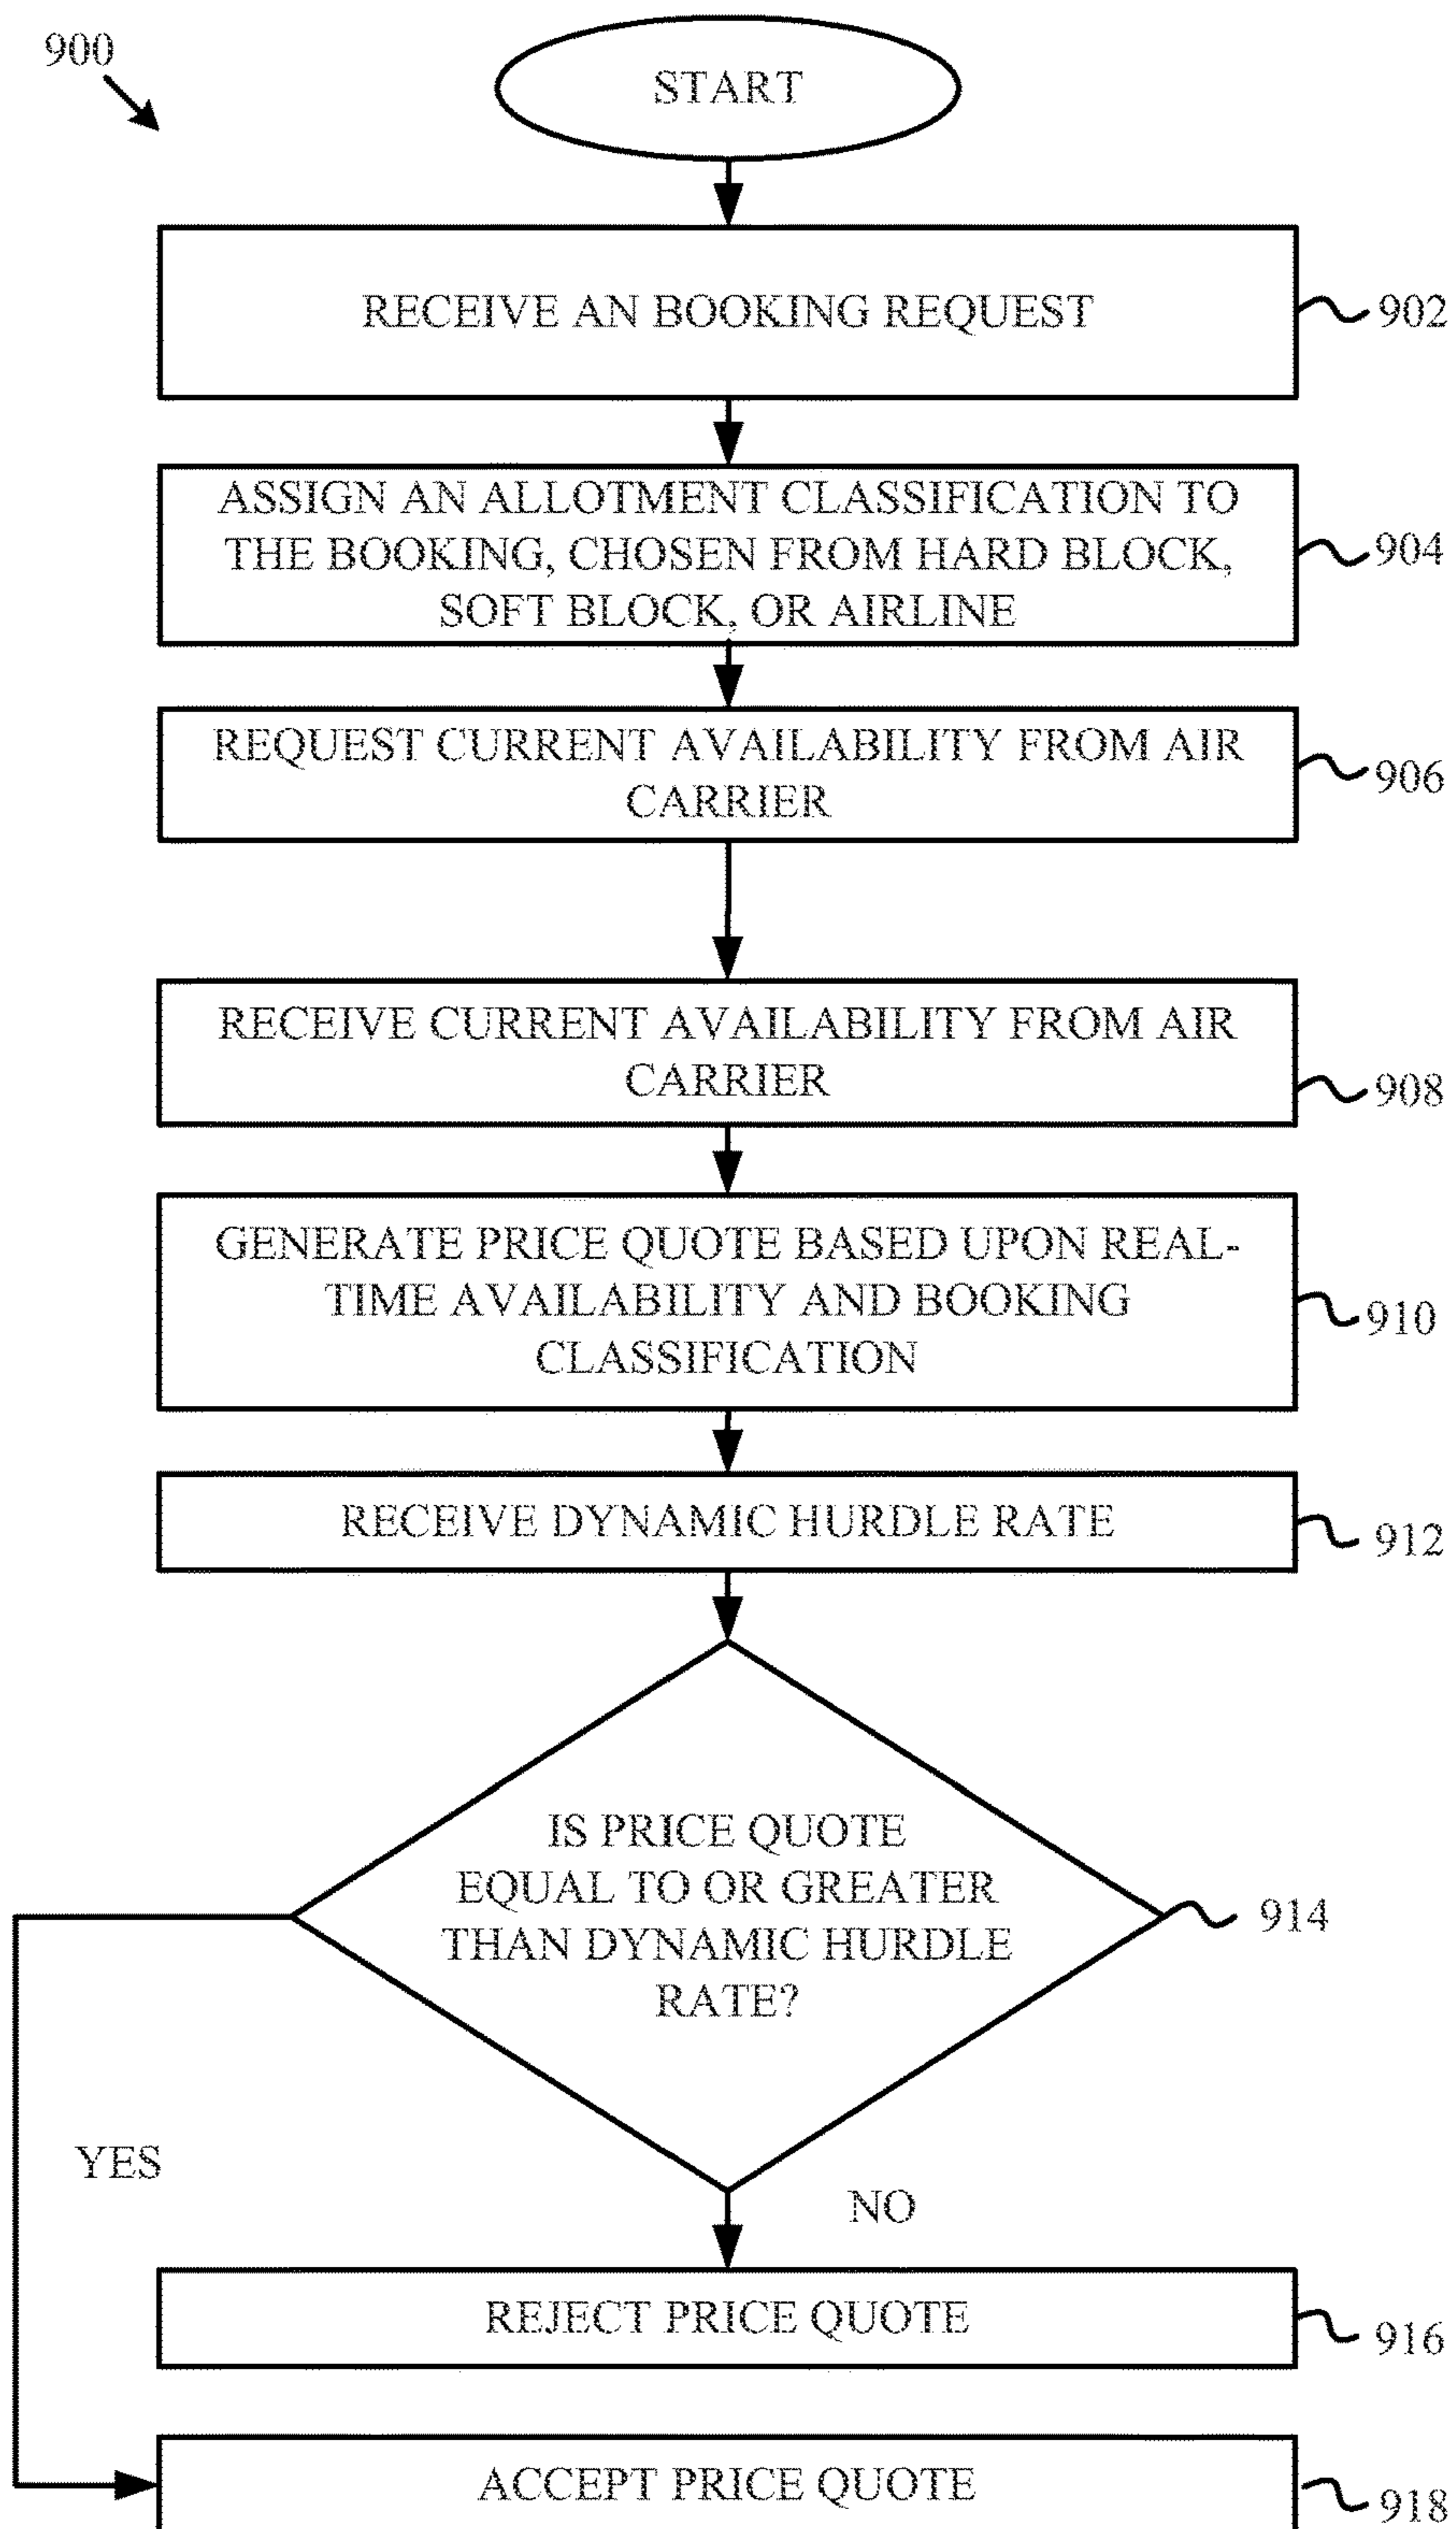 900
START
RECEIVE AN BOOKING REQUEST
902
ASSIGN AN ALLOTMENT CLASSIFICATION TO
THE BOOKING, CHOSEN FROM HARD BLOCK,
SOFT BLOCK, OR AIRLINE
904
REQUEST CURRENT AVAILABILITY FROM AIR
CARRIER
906
RECEIVE CURRENT AVAILABILITY FROM AIR
CARRIER
908
GENERATE PRICE QUOTE BASED UPON REAL-
TIME AVAILABILITY AND BOOKING
CLASSIFICATION
910
RECEIVE DYNAMIC HURDLE RATE
912
IS PRICE QUOTE
EQUAL TO OR GREATER
THAN DYNAMIC HURDLE
RATE?
914
YES
NO
REJECT PRICE QUOTE
916
ACCEPT PRICE QUOTE
918